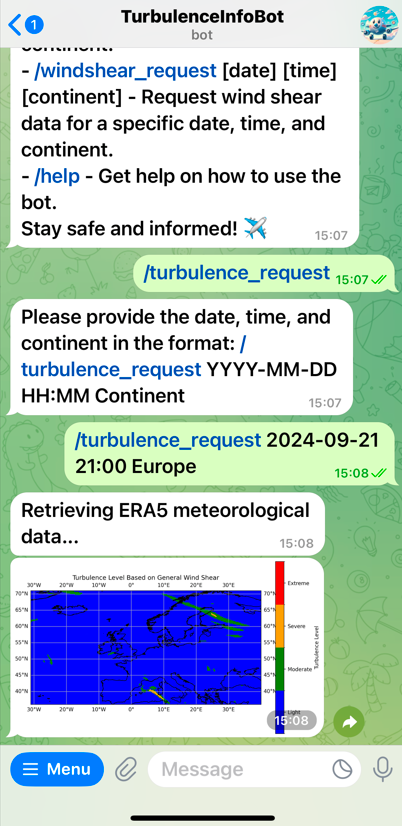 1
TurbulenceInfoBot
bot
continent.
- /windshear_request [date] [time]
[continent] - Request wind shear
data for a specific date, time, and
continent.
- /help - Get help on how to use the
bot.
Stay safe and informed! ✈️
15:07
/turbulence_request
15:07
Please provide the date, time, and
continent in the format: /
turbulence_request YYYY-MM-DD
HH:MM Continent
15:07
/turbulence_request 2024-09-21
21:00 Europe
15:08
Retrieving ERA5 meteorological
data...
15:08
Turbulence Level Based on General Wind Shear
30°W 20°W 10°W 0° 10°E 20°E 30°E
70°N 70°N
65°N 65°N
60°N 60°N
55°N 55°N
50°N 50°N
45°N 45°N
40°N 40°N
30°W 20°W 10°W 0° 10°E 20°E 30°E
Extreme
Severe
Moderate
Light
Turbulence Level
15:08
Menu
Message